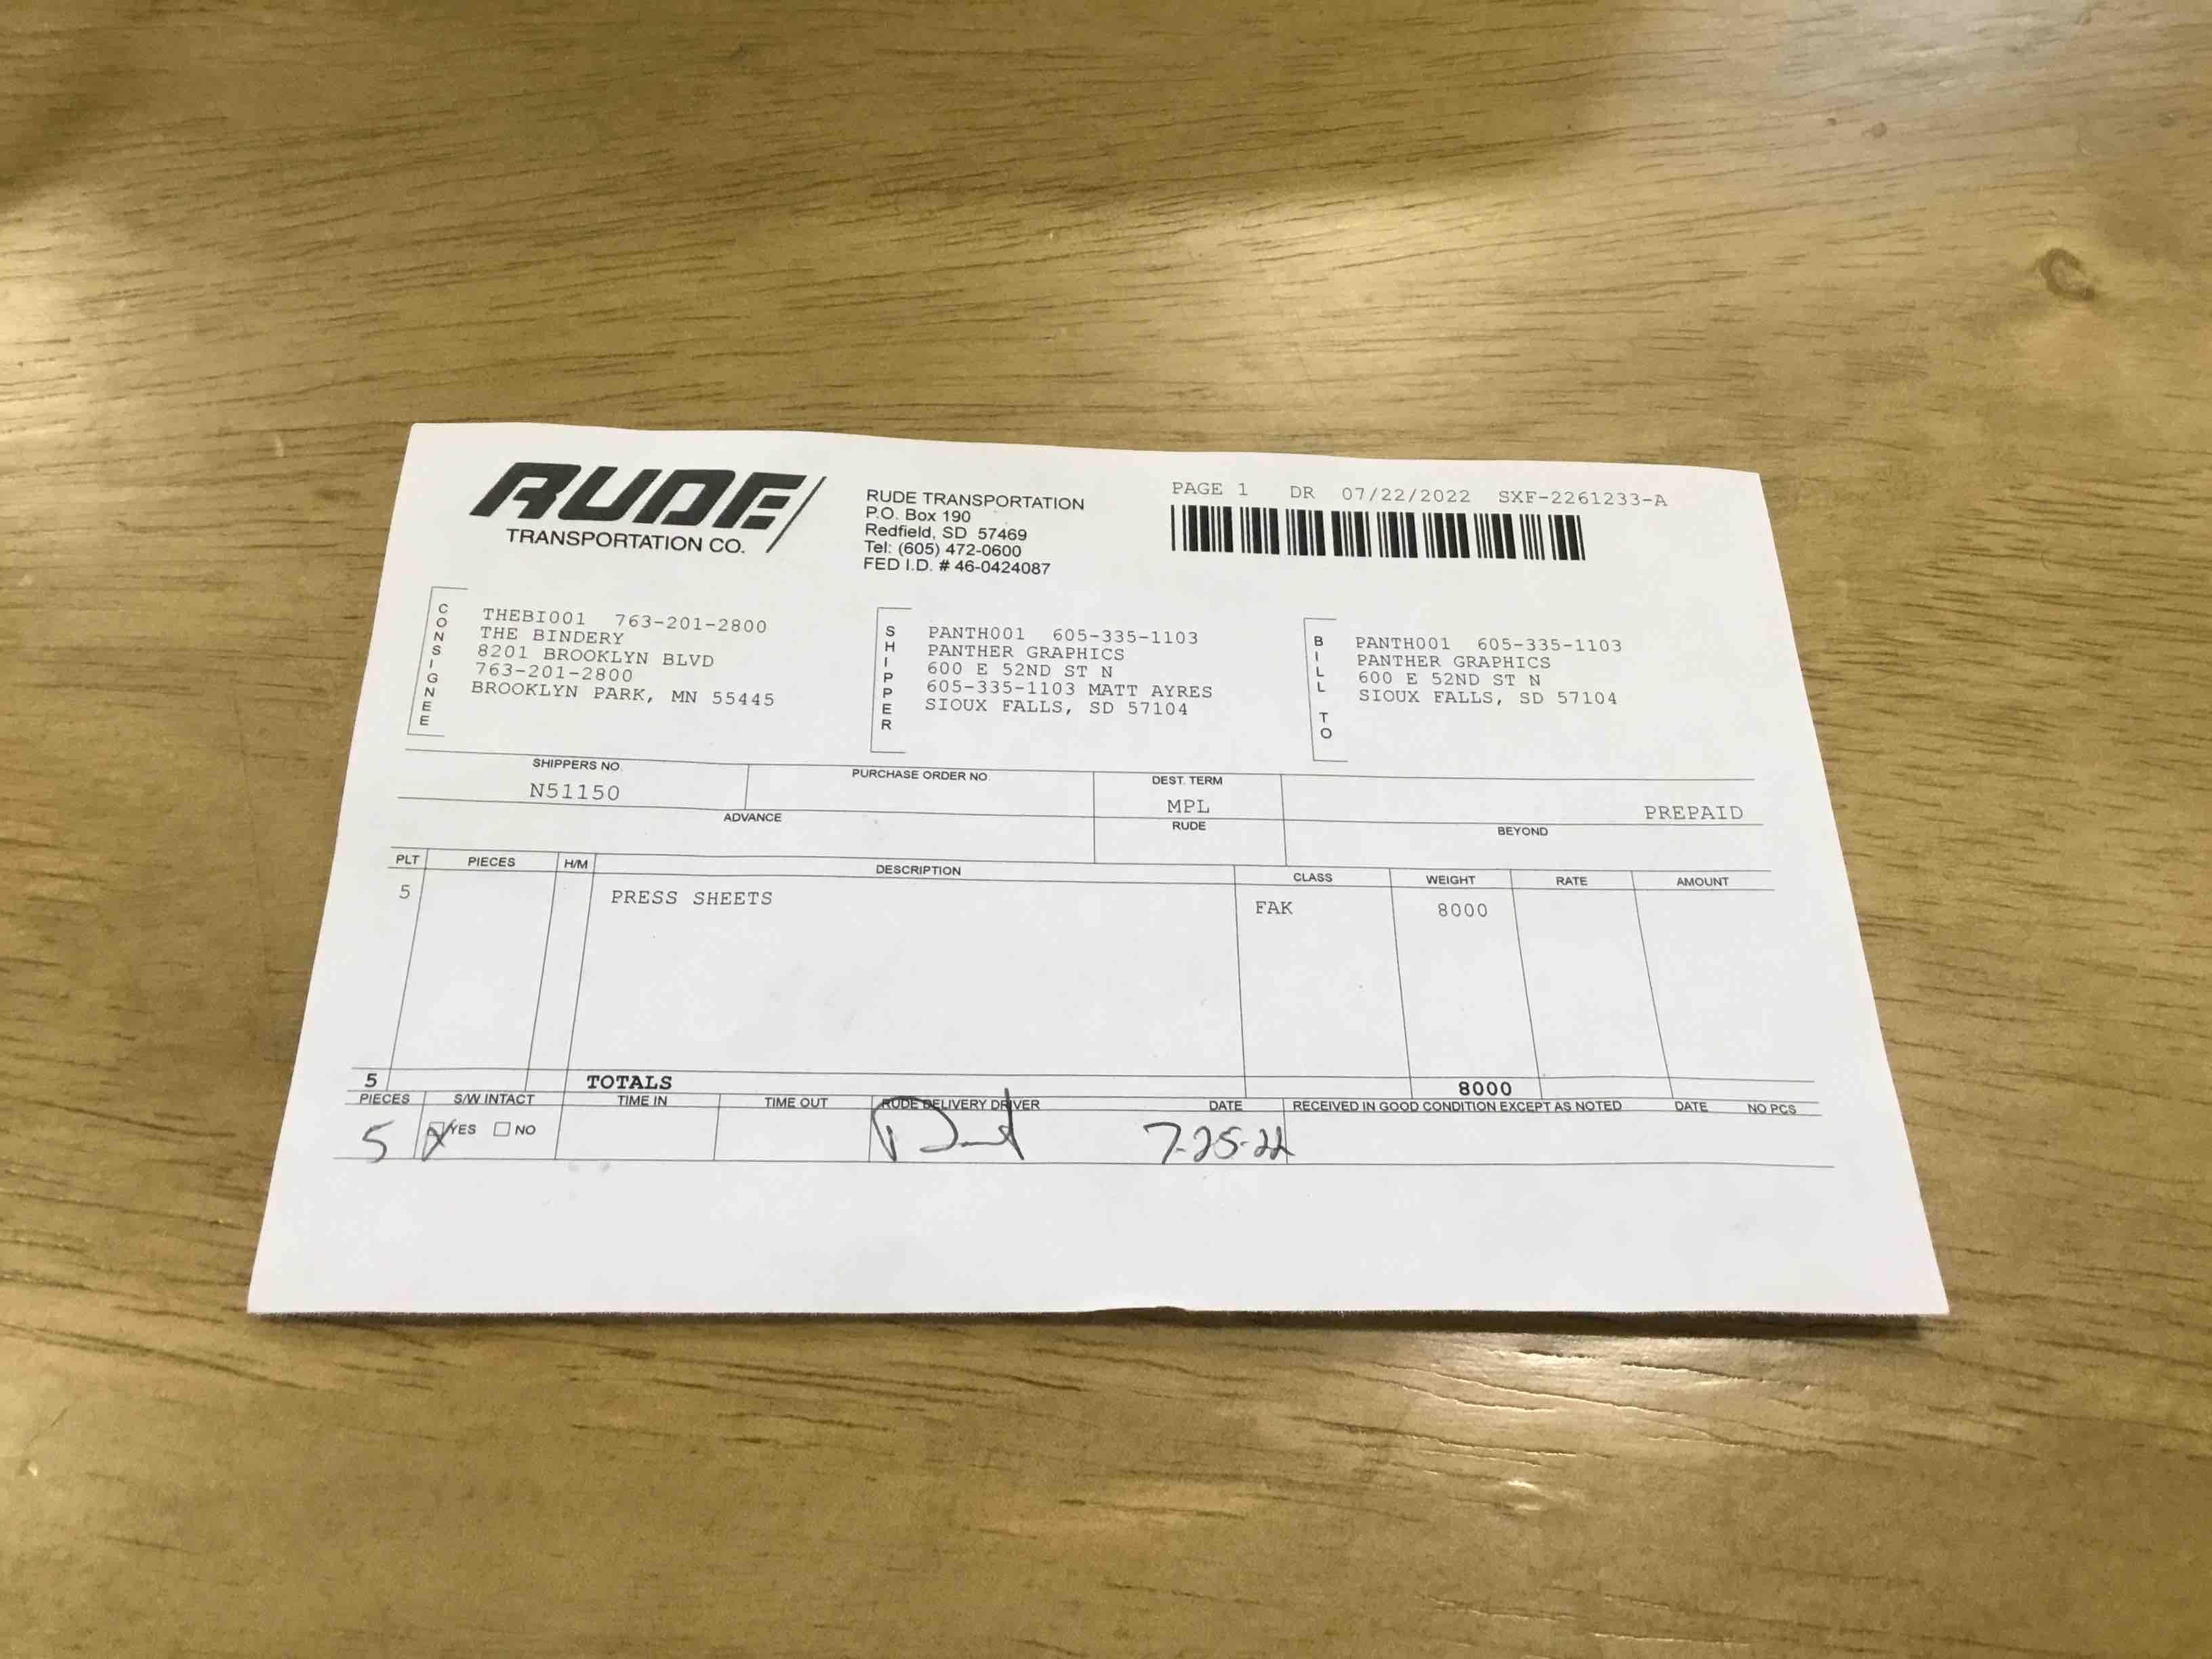 RUDE
TRANSPORTATION CO.
RUDE TRANSPORTATION
P.O. Box 190
Redfield, SD 57469
Tel: (605) 472-0600
FED I.D. # 46-0424087
PAGE 1 DR 07/22/2022 SXF-2261233-A
CONSIGNEE
THEBI001 763-201-2800
THE BINDERY
8201 BROOKLYN BLVD
763-201-2800
BROOKLYN PARK, MN 55445
SHIPPER
PANTH001 605-335-1103
PANTHER GRAPHICS
600 E 52ND ST N
605-335-1103 MATT AYRES
SIOUX FALLS, SD 57104
BILL TO
PANTH001 605-335-1103
PANTHER GRAPHICS
600 E 52ND ST N
SIOUX FALLS, SD 57104
SHIPPERS NO. PURCHASE ORDER NO. DEST. TERM
N51150 MPL PREPAID
ADVANCE RUDE BEYOND
PLT PIECES H/M DESCRIPTION CLASS WEIGHT RATE AMOUNT
5 PRESS SHEETS FAK 8000
5 TOTALS 8000
PIECES S/W INTACT TIME IN TIME OUT RUDE DELIVERY DRIVER DATE RECEIVED IN GOOD CONDITION EXCEPT AS NOTED DATE NO PCS
5 YES NO 7-25-22